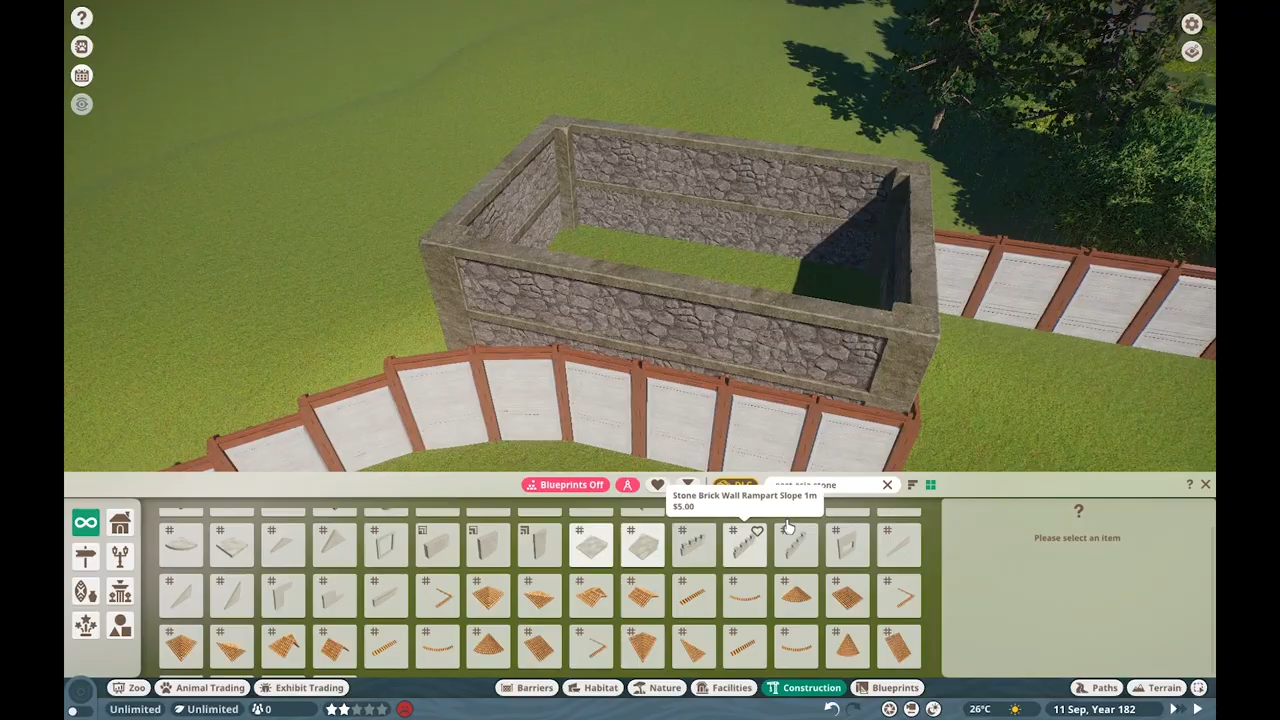 Blueprints Off
Stone Brick Wall Rampart Slope 1m
$5.00
?
Please select an item
Zoo
Animal Trading
Exhibit Trading
Barriers
Habitat
Nature
Facilities
Construction
Blueprints
Paths
Terrain
Unlimited
Unlimited
0
26°C
11 Sep, Year 182